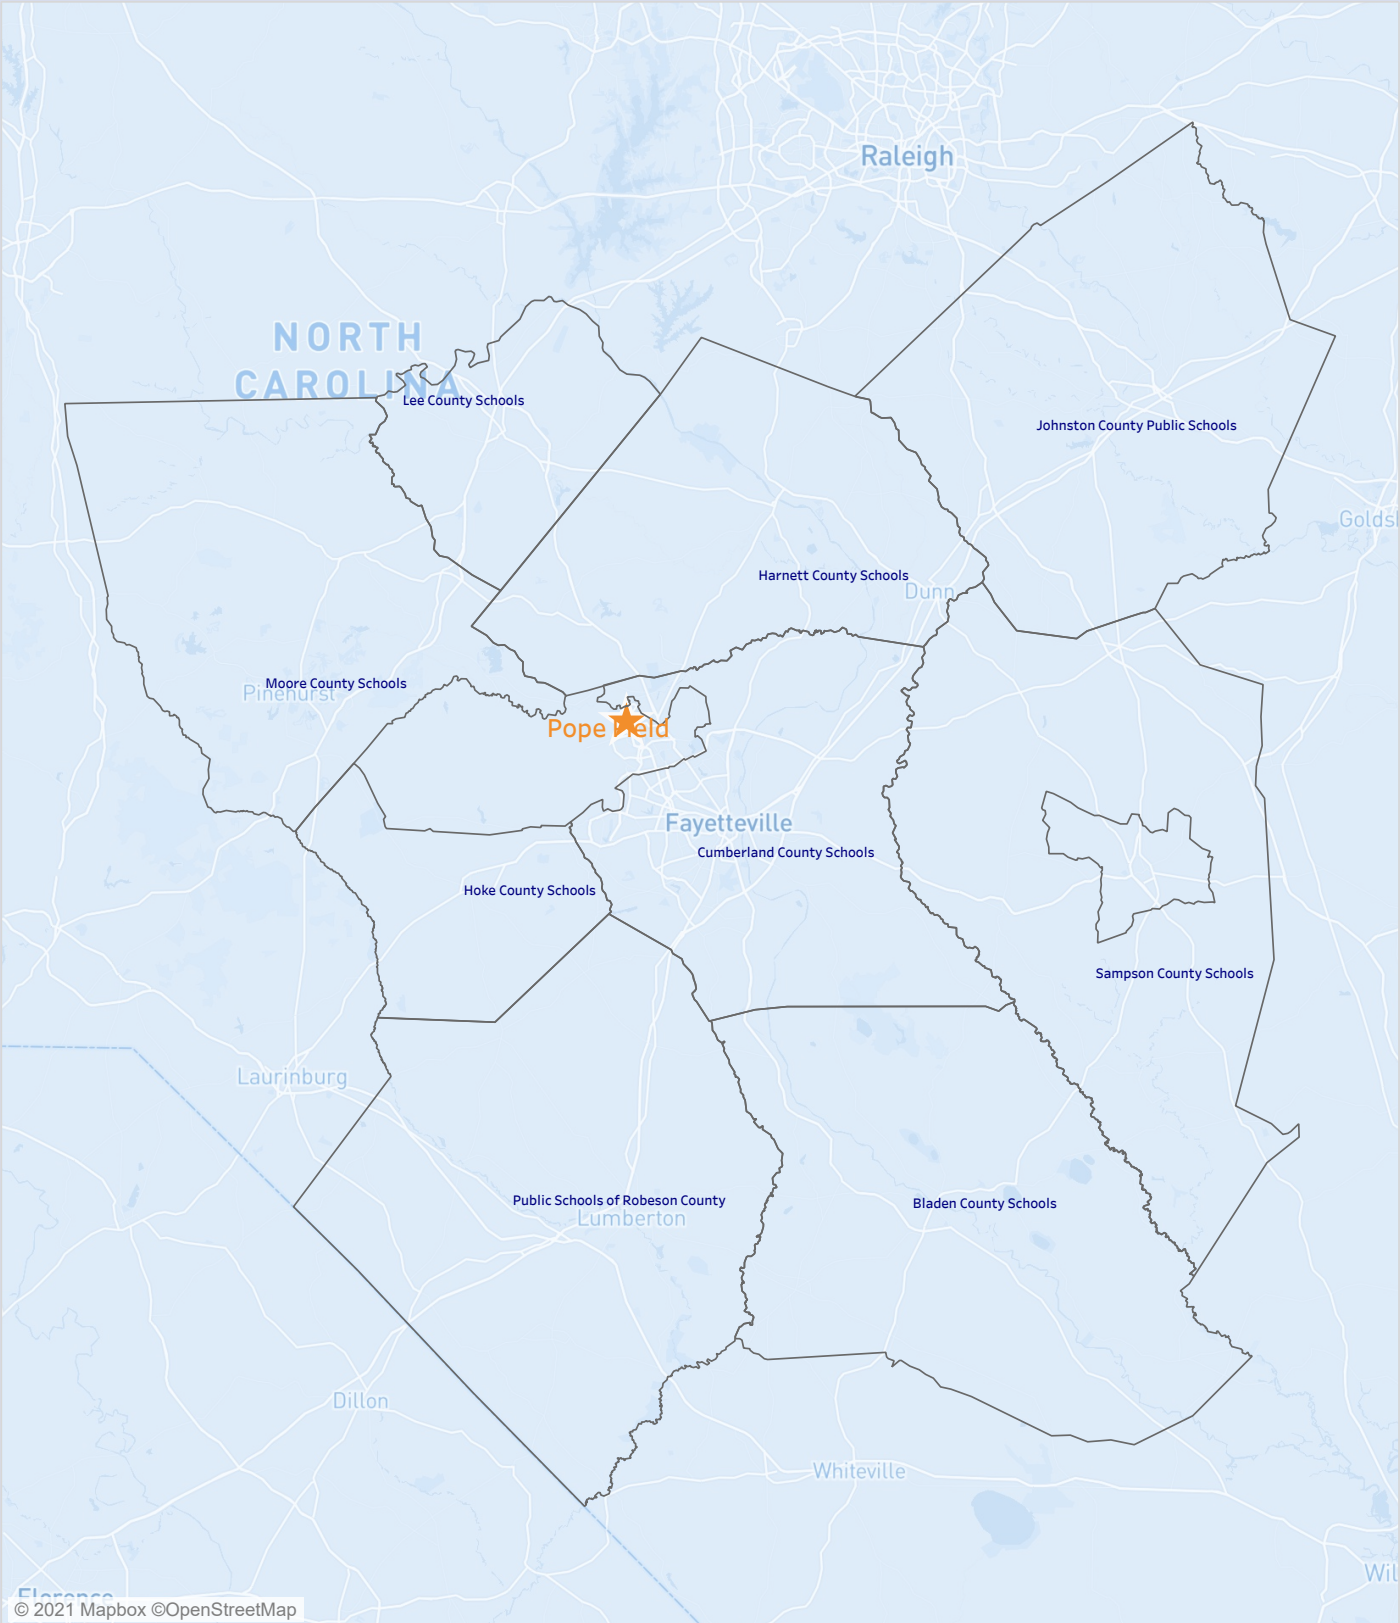 Raleigh
NORTH
CAROLINA
Lee County Schools
Johnston County Public Schools
Golds
Harnett County Schools
Dunn
Moore County Schools
Pinehurst
Pope Field
Fayetteville
Cumberland County Schools
Hoke County Schools
Sampson County Schools
Laurinburg
Public Schools of Robeson County
Lumberton
Bladen County Schools
Dillon
Whiteville
Wil
Florence
© 2021 Mapbox ©OpenStreetMap